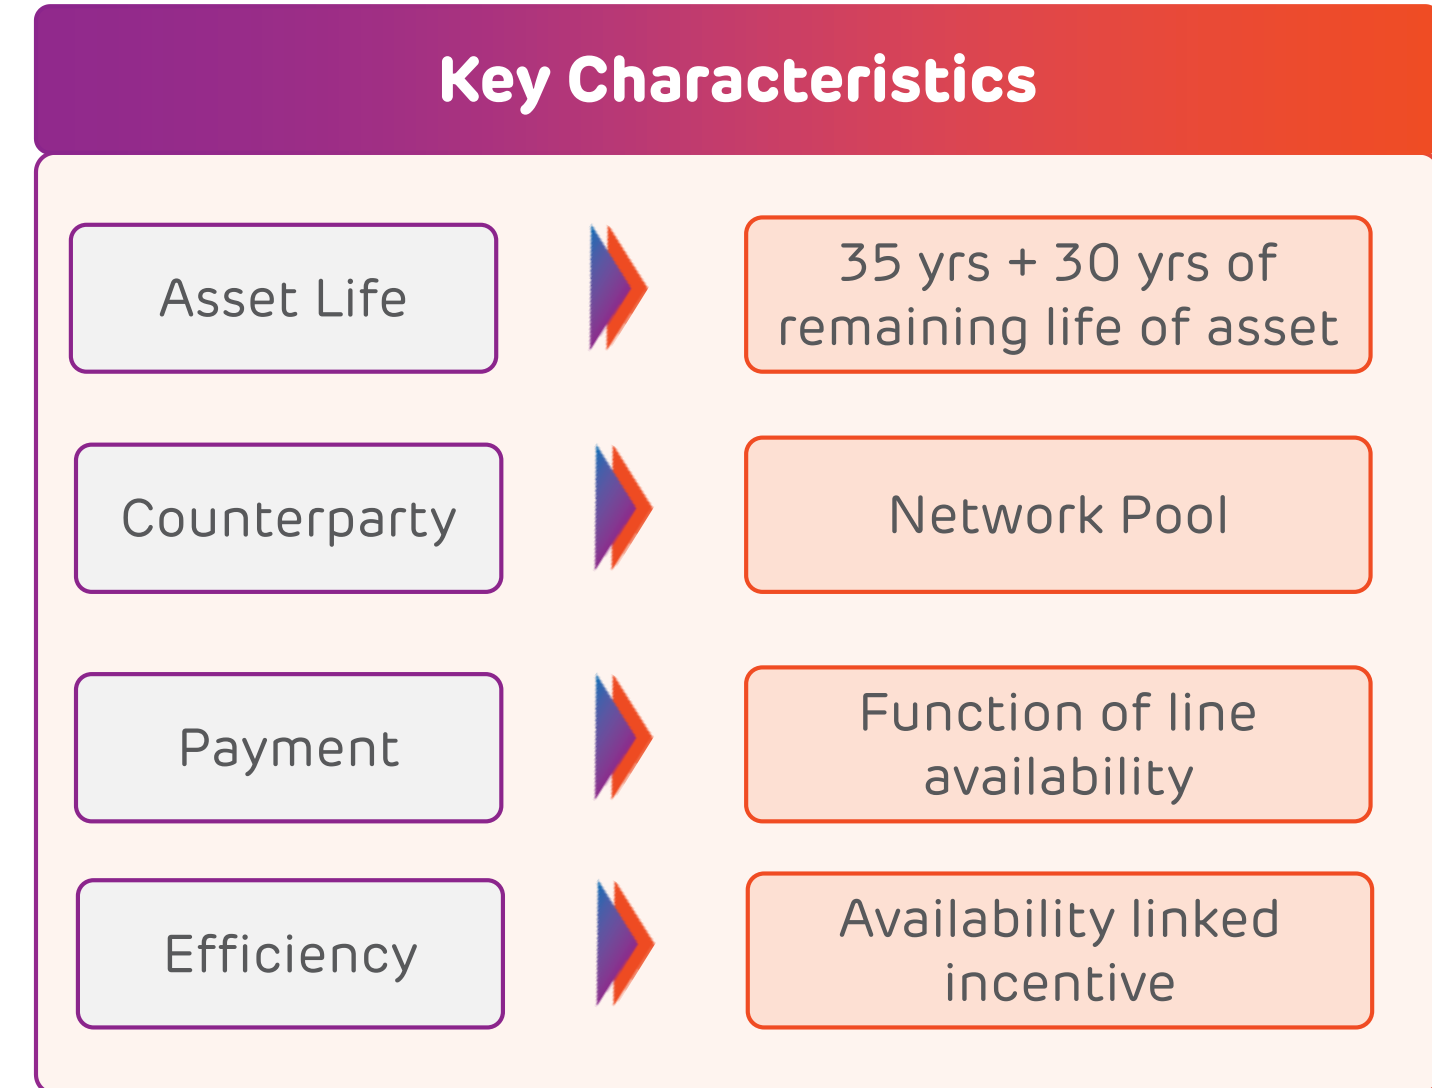 Key Characteristics
Asset Life
35 yrs + 30 yrs of
remaining life of asset
Counterparty
Network Pool
Payment
Function of line
availability
Efficiency
Availability linked
incentive